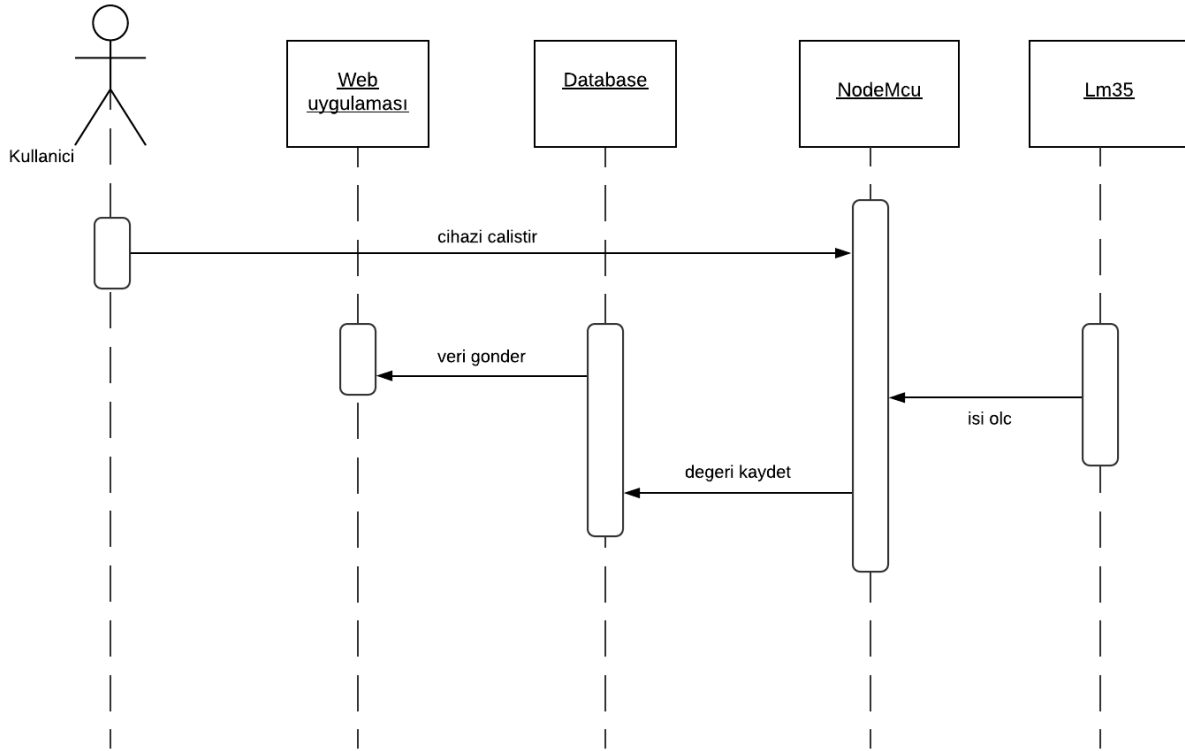 Kullanici
Web
uygulaması
Database
NodeMcu
Lm35
cihazi calistir
veri gonder
isi olc
degeri kaydet